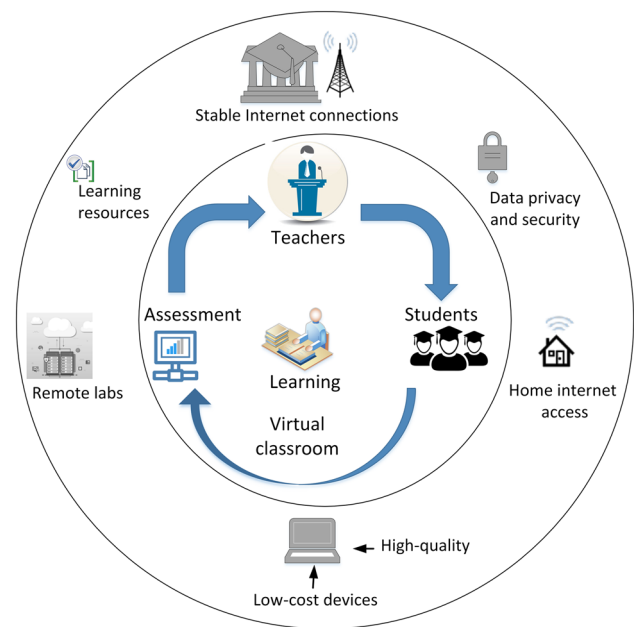 Stable Internet connections
Learning
resources
Data privacy
and security
Teachers
Assessment
Students
Remote labs
Learning
Home internet
access
Virtual
classroom
High-quality
Low-cost devices